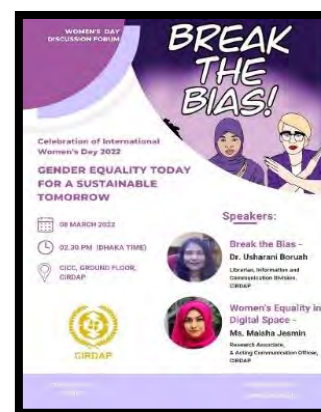 WOMEN'S DAY
DISCUSSION FORUM
BREAK
THE
BIAS!
Celebration of International
Women's Day 2022
GENDER EQUALITY TODAY
FOR A SUSTAINABLE
TOMORROW
08 MARCH 2022
02.30 PM (DHAKA TIME)
CICC, GROUND FLOOR,
CIRDAP
Speakers:
Break the Bias -
Dr. Usharani Boruah
Librarian, Information and
Communication Division,
CIRDAP
Women's Equality in
Digital Space -
Ms. Maisha Jesmin
Research Associate,
& Acting Communication Officer,
CIRDAP
CIRDAP